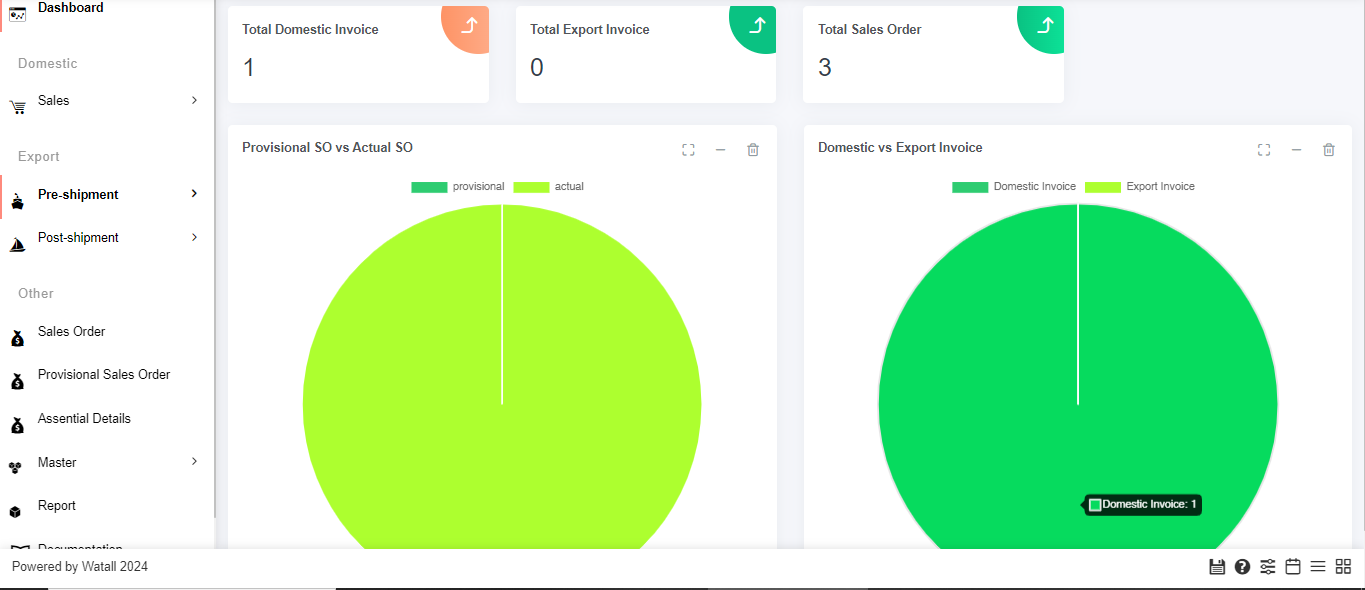 Dashboard
Domestic
Sales
Export
Pre-shipment
Post-shipment
Other
Sales Order
Provisional Sales Order
Assential Details
Master
Report
Documentation
Total Domestic Invoice
1
Total Export Invoice
0
Total Sales Order
3
Provisional SO vs Actual SO
provisional actual
Domestic vs Export Invoice
Domestic Invoice Export Invoice
Domestic Invoice: 1
Powered by Watall 2024